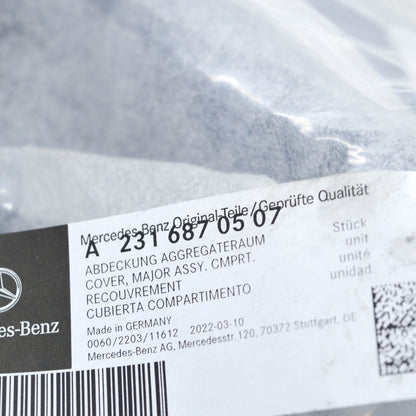 Mercedes-Benz Original-Teile / Geprüfte Qualität
A 231 687 05 07
ABDECKUNG AGGREGATERAUM
COVER, MAJOR ASSY. CMPRT.
RECOUVREMENT
CUBIERTA COMPARTIMENTO
Stück
unit
unité
unidad
Made in GERMANY
0060/2203/11612 2022-03-10
Mercedes-Benz AG, Mercedesstr.120, 70372 Stuttgart, DE
des-Benz